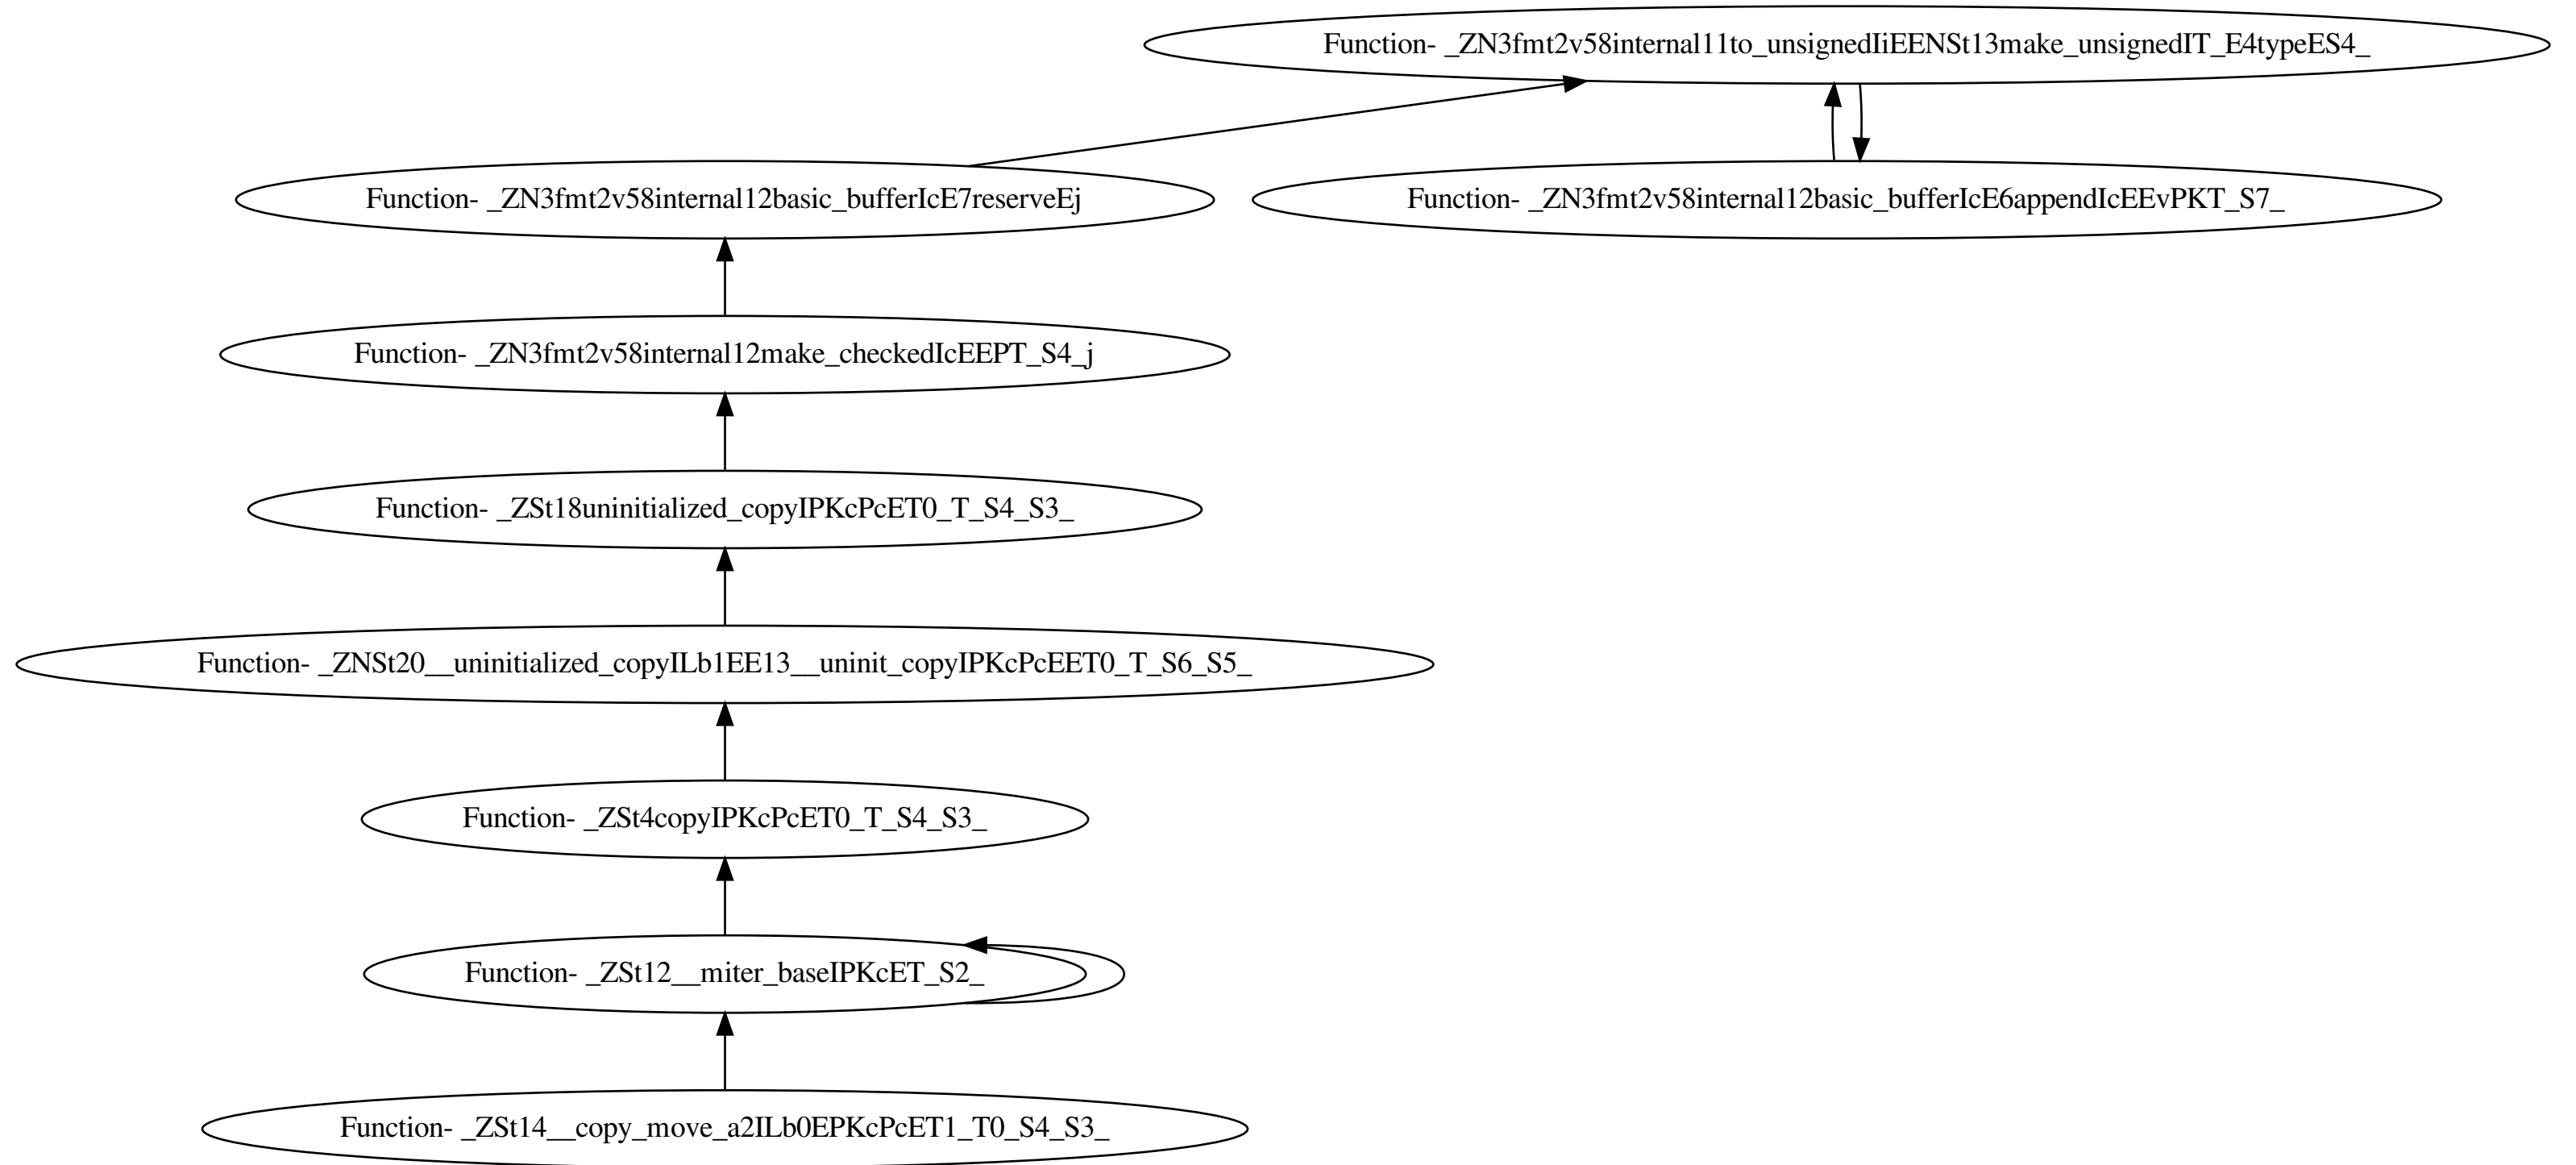 Function- _ZN3fmt2v58internal11to_unsignedIiEENSt13make_unsignedIT_E4typeES4_
Function- _ZN3fmt2v58internal12basic_bufferIcE7reserveEj
Function- _ZN3fmt2v58internal12basic_bufferIcE6appendIcEEvPKT_S7_
Function- _ZN3fmt2v58internal12make_checkedIcEEPT_S4_j
Function- _ZSt18uninitialized_copyIPKcPcET0_T_S4_S3_
Function- _ZNSt20__uninitialized_copyILb1EE13__uninit_copyIPKcPcEET0_T_S6_S5_
Function- _ZSt4copyIPKcPcET0_T_S4_S3_
Function- _ZSt12__miter_baseIPKcET_S2_
Function- _ZSt14__copy_move_a2ILb0EPKcPcET1_T0_S4_S3_